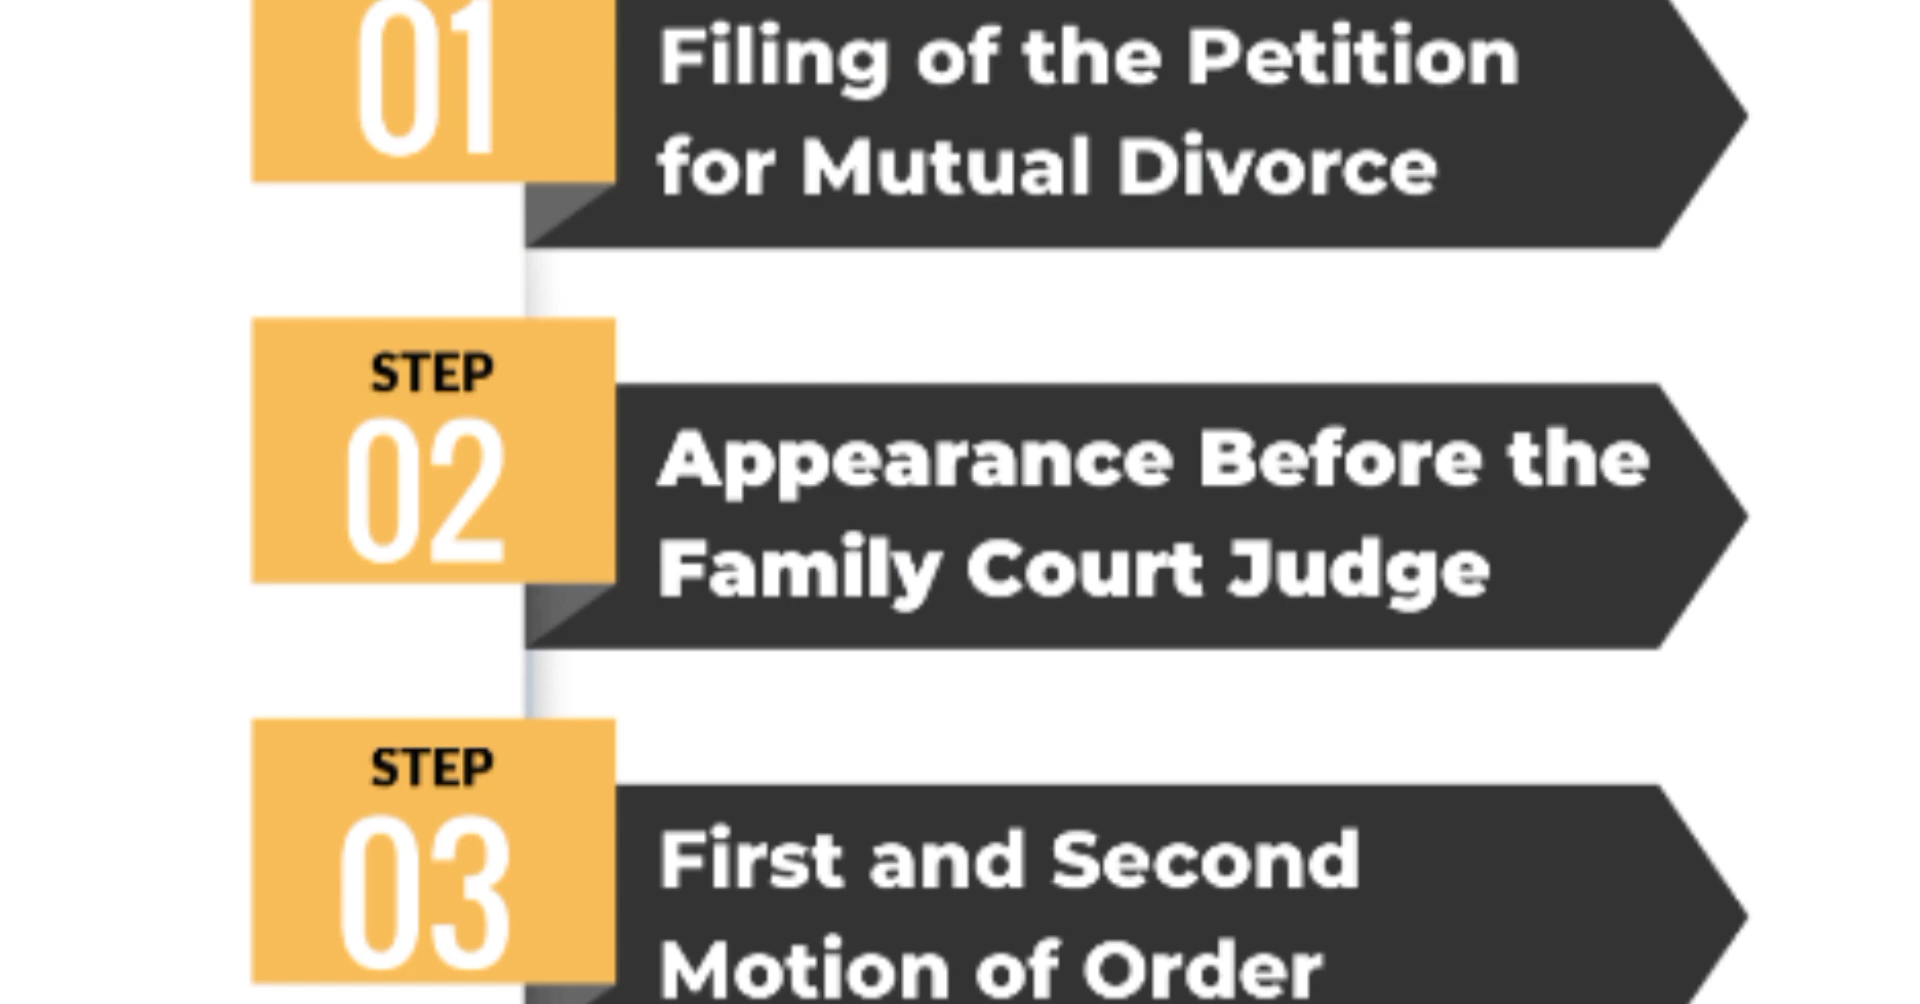 01
Filing of the Petition
for Mutual Divorce
STEP
02
Appearance Before the
Family Court Judge
STEP
03
First and Second
Motion of Order